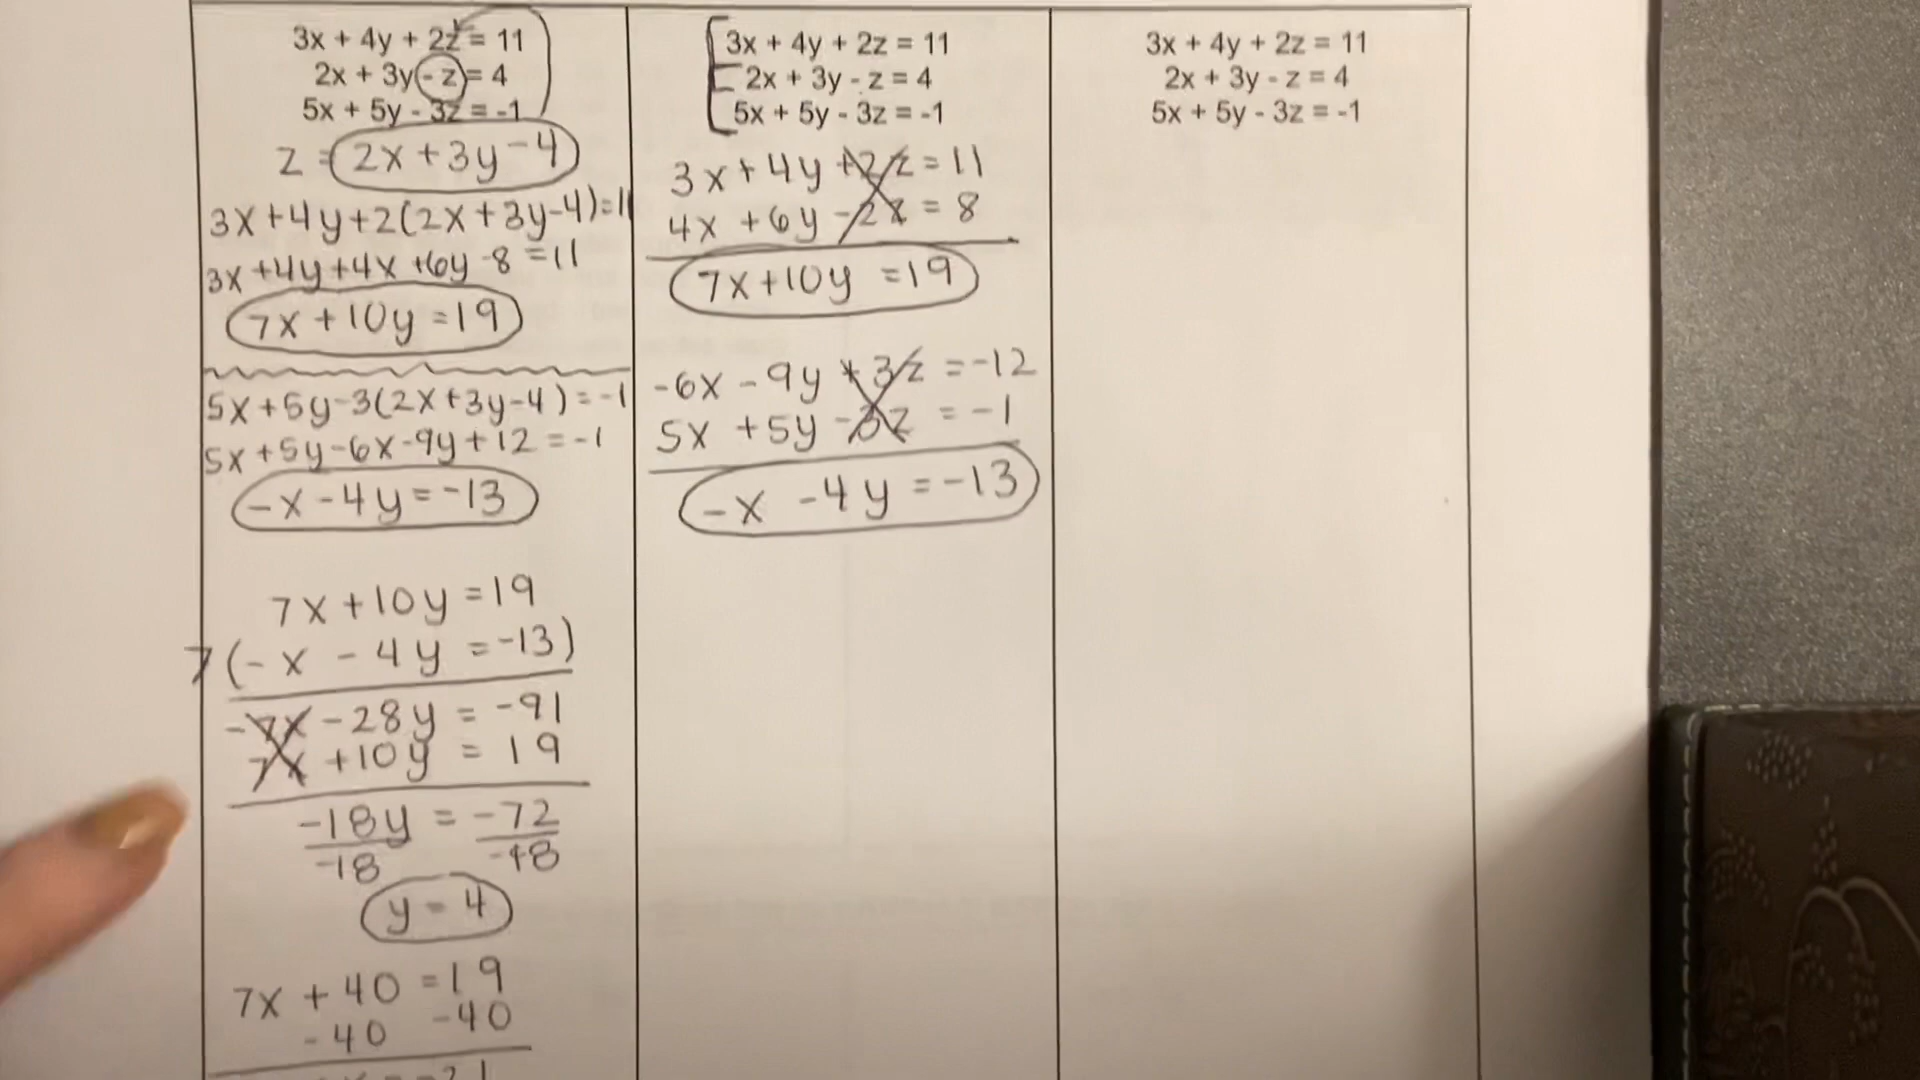 3x + 4y + 2z = 11
2x + 3y - z = 4
5x + 5y - 3z = -1
z = 2x + 3y - 4
3x + 4y + 2(2x + 3y - 4) = 11
3x + 4y + 4x + 6y - 8 = 11
7x + 10y = 19
5x + 5y - 3(2x + 3y - 4) = -1
5x + 5y - 6x - 9y + 12 = -1
-x - 4y = -13
7x + 10y = 19
7(-x - 4y = -13)
-7x - 28y = -91
7x + 10y = 19
-18y = -72
-18 -18
y = 4
7x + 40 = 19
-40 -40
3x + 4y + 2z = 11
2x + 3y - z = 4
5x + 5y - 3z = -1
3x + 4y + 2z = 11
4x + 6y - 2z = 8
7x + 10y = 19
-6x - 9y + 3z = -12
5x + 5y - 3z = -1
-x - 4y = -13
3x + 4y + 2z = 11
2x + 3y - z = 4
5x + 5y - 3z = -1